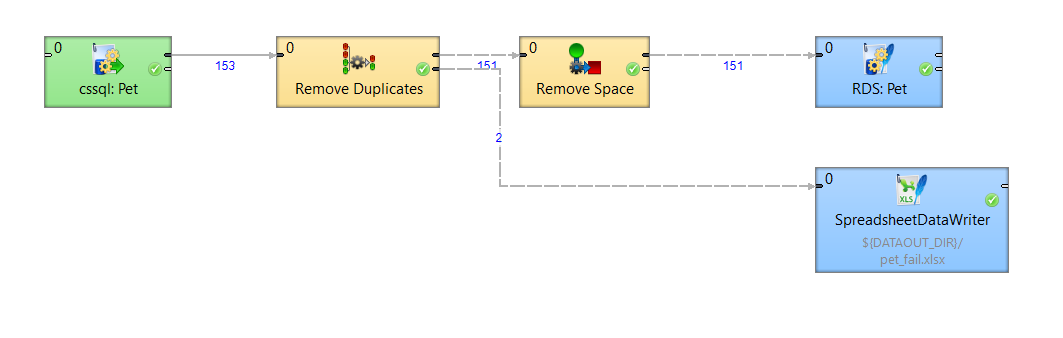 0
cssql: Pet
153
0
Remove Duplicates
151
0
Remove Space
151
0
RDS: Pet
2
0
XLS
SpreadsheetDataWriter
${DATAOUT_DIR}/
pet_fail.xlsx